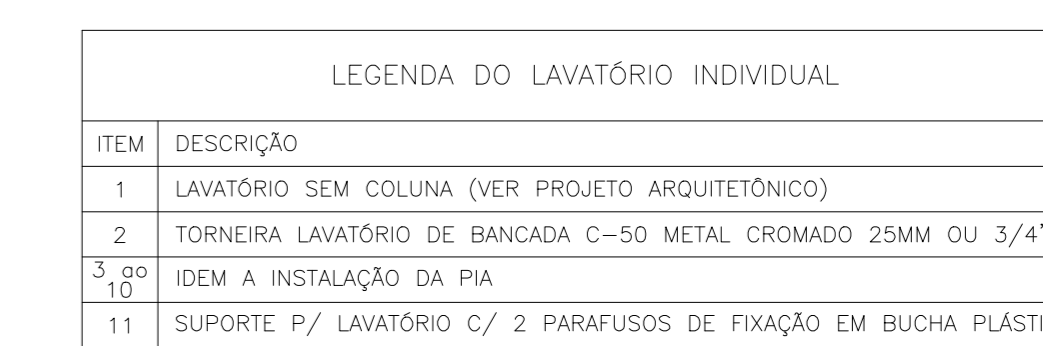 LEGENDA DO LAVATÓRIO INDIVIDUAL
ITEM DESCRIÇÃO
1 LAVATÓRIO SEM COLUNA (VER PROJETO ARQUITETÔNICO)
2 TORNEIRA LAVATÓRIO DE BANCADA C-50 METAL CROMADO 25MM OU 3/4"
3 ao
10 IDEM A INSTALAÇÃO DA PIA
11 SUPORTE P/ LAVATÓRIO C/ 2 PARAFUSOS DE FIXAÇÃO EM BUCHA